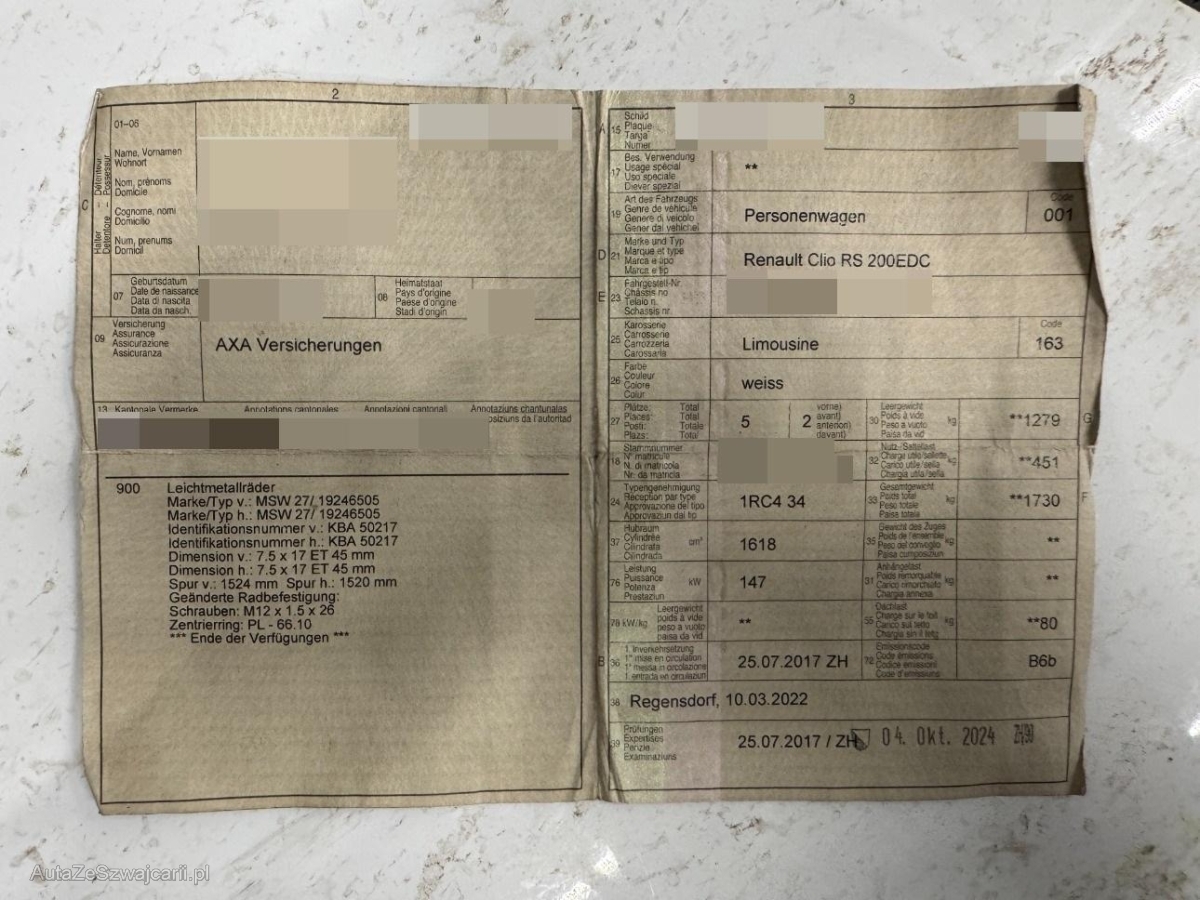 2
01–06
Name, Vornamen
Wohnort
Nom, prénoms
Domicile
Cognome, nomi
Domicilio
Num, prenums
Domicil
Halter – Détenteur
Detentore – Possessur
C
07
Geburtsdatum
Date de naissance
Data di nascita
Data da nasch.
08
Heimatstaat
Pays d'origine
Paese d'origine
Stadi d'origin
09
Versicherung
Assurance
Assicurazione
Assicuranza
AXA Versicherungen
13 Kantonale Vermerke Annotations cantonales Annotazioni cantonali Annotaziuns chantunalas
900 Leichtmetallräder
Marke/Typ v.: MSW 27/ 19246505
Marke/Typ h.: MSW 27/ 19246505
Identifikationsnummer v.: KBA 50217
Identifikationsnummer h.: KBA 50217
Dimension v.: 7.5 x 17 ET 45 mm
Dimension h.: 7.5 x 17 ET 45 mm
Spur v.: 1524 mm Spur h.: 1520 mm
Geänderte Radbefestigung:
Schrauben: M12 x 1.5 x 26
Zentrierring: PL - 66.10
*** Ende der Verfügungen ***
3
A
15
Schild
Plaque
Targa
Numer
17
Bes. Verwendung
Usage spécial
Uso speciale
Diever spezial
**
19
Art des Fahrzeugs
Genre de véhicule
Genere di veicolo
Gener dal vehichel
Personenwagen
Code
001
D
21
Marke und Typ
Marque et type
Marca e tipo
Marca e tip
Renault Clio RS 200EDC
E
23
Fahrgestell-Nr.
Châssis no
Telaio n.
Schassis nr.
25
Karosserie
Carrosserie
Carrozzeria
Carossaria
Limousine
Code
163
26
Farbe
Couleur
Colore
Colur
weiss
27
Plätze: Total
Places: Total
Posti: Totale
Plazs: Total
5
2
vorne)
avant)
anteriori)
davant)
30
Leergewicht
Poids à vide
Peso a vuoto
Paisa da vid
kg
**1279
G
18
Stammnummer
N° matricule
N. di matricola
Nr. da matricla
32
Nutz-/Sattellast
Charge utile/sellette
Carico utile/sella
Chargia utila/sella
kg
**451
24
Typengenehmigung
Réception par type
Approvazione del tipo
Approvaziun dal tip
1RC4 34
33
Gesamtgewicht
Poids total
Peso totale
Paisa totala
kg
**1730
F
37
Hubraum
Cylindrée
Cilindrata
Cilindrada
cm³
1618
35
Gewicht des Zuges
Poids de l'ensemble
Peso del convoglio
Paisa cumposiziun
kg
**
76
Leistung
Puissance
Potenza
Prestaziun
kW
147
31
Anhängelast
Poids remorquable
Carico rimorchiato
Chargia annexa
kg
**
78 kW/kg
Leergewicht
poids à vide
peso a vuoto
paisa da vid
**
55
Dachlast
Charge sur le toit
Carico sul tetto
Chargia sin il tetg
kg
**80
B
36
1. Inverkehrsetzung
1re mise en circulation
1a messa in circolazione
1. entrada en circulaziun
25.07.2017 ZH
72
Emissionscode
Code émissions
Codice emissioni
Code d'emissiuns
B6b
38 Regensdorf, 10.03.2022
39
Prüfungen
Expertises
Perizie
Examinaziuns
25.07.2017 / ZH 04. Okt. 2024
AutaZeSzwajcarii.pl